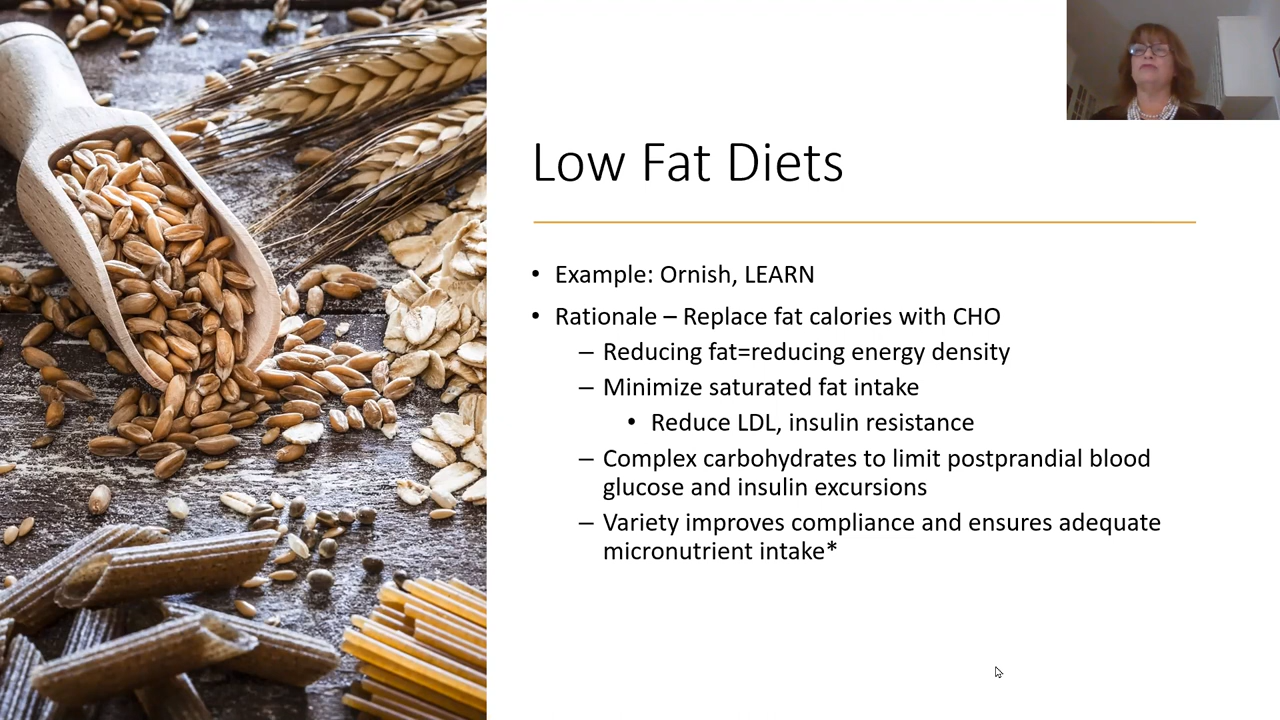 Low Fat Diets
• Example: Ornish, LEARN
• Rationale – Replace fat calories with CHO
– Reducing fat=reducing energy density
– Minimize saturated fat intake
• Reduce LDL, insulin resistance
– Complex carbohydrates to limit postprandial blood
glucose and insulin excursions
– Variety improves compliance and ensures adequate
micronutrient intake*